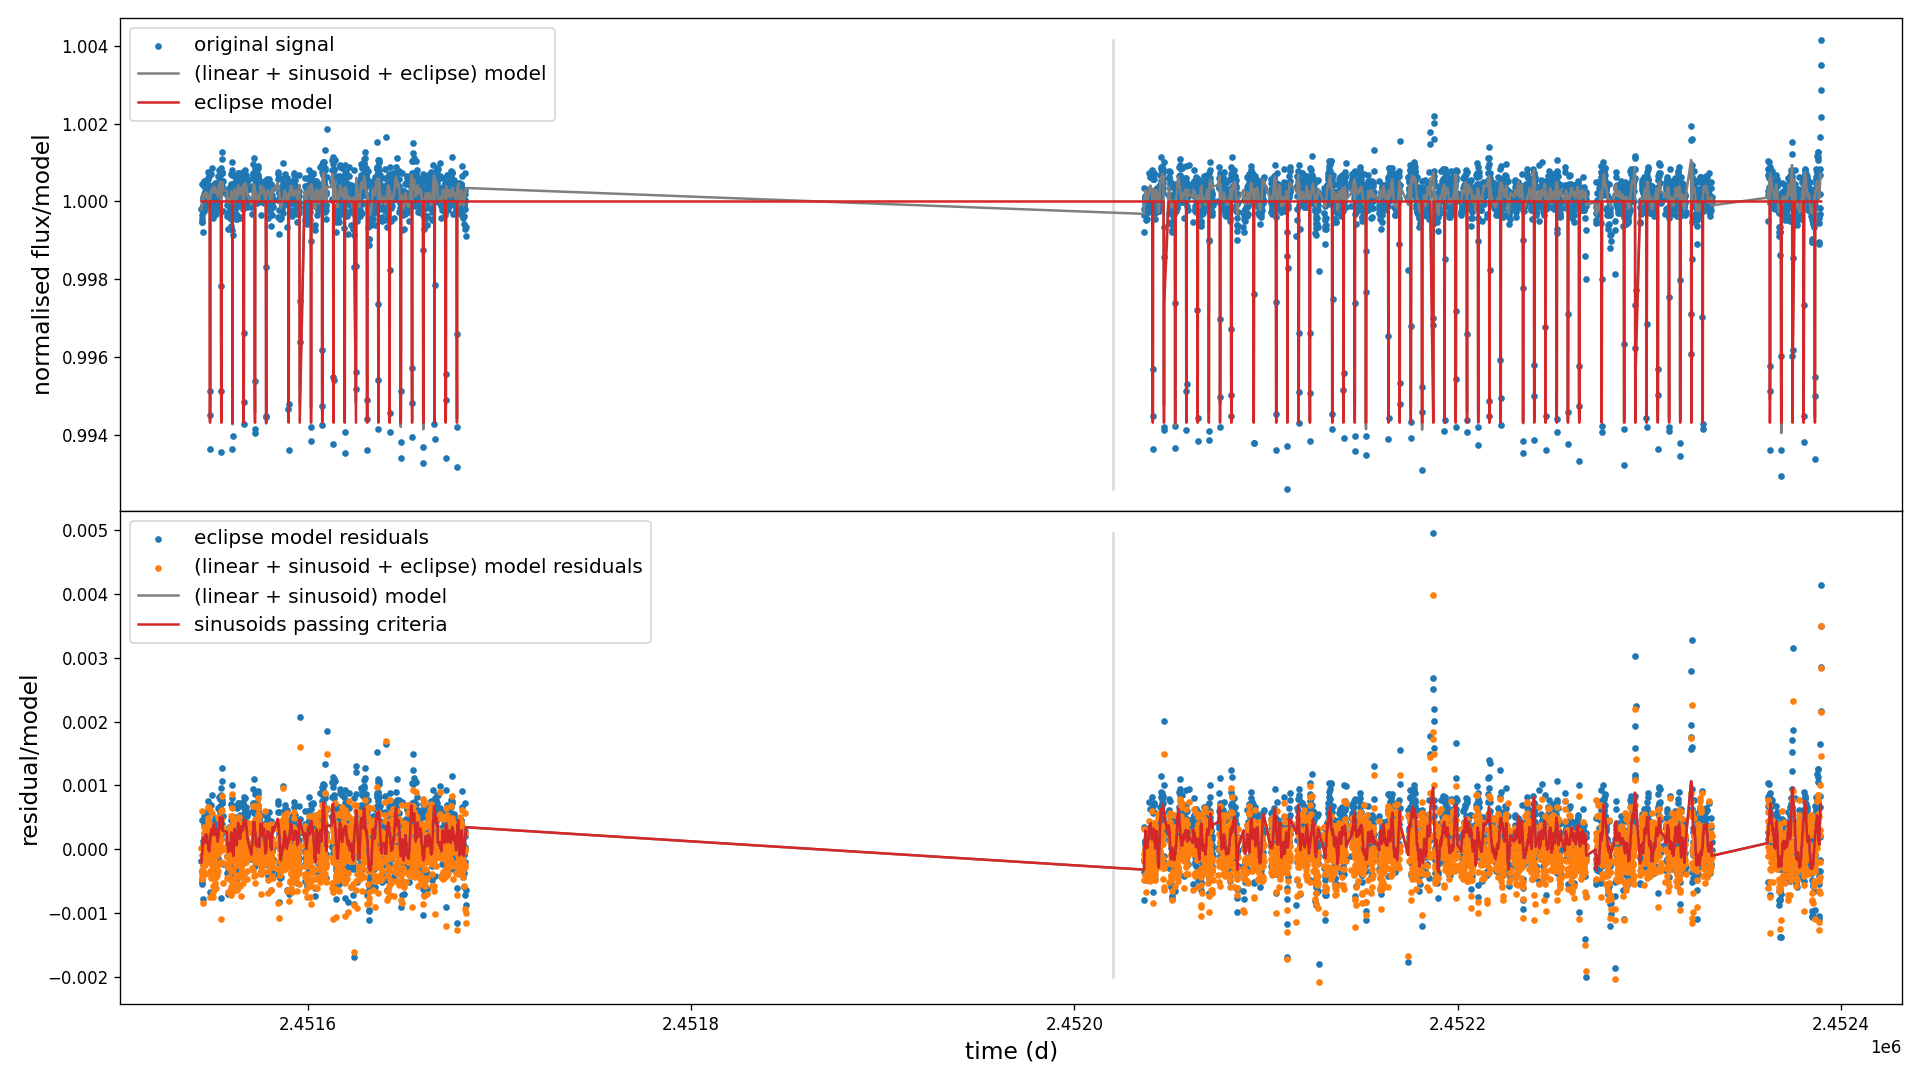 original signal
(linear + sinusoid + eclipse) model
eclipse model
1.004
1.002
1.000
0.998
0.996
0.994
normalised flux/model
eclipse model residuals
(linear + sinusoid + eclipse) model residuals
(linear + sinusoid) model
sinusoids passing criteria
0.005
0.004
0.003
0.002
0.001
0.000
−0.001
−0.002
residual/model
2.4516
2.4518
2.4520
2.4522
2.4524
1e6
time (d)